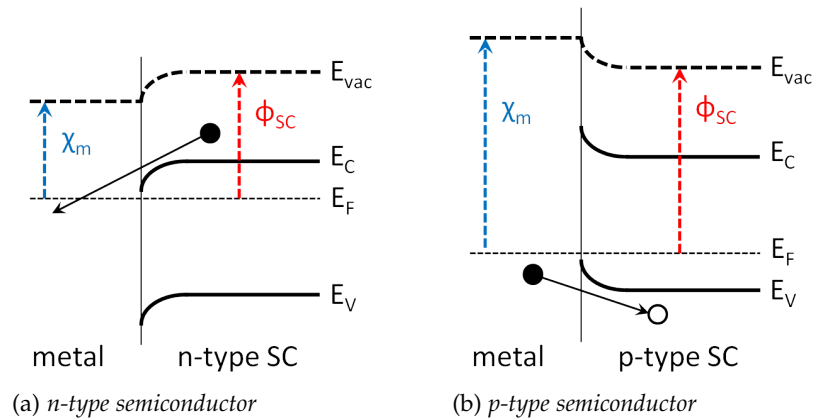 E_vac
χ_m
ϕ_SC
E_C
E_F
E_V
metal
n-type SC
(a) n-type semiconductor
E_vac
χ_m
ϕ_SC
E_C
E_F
E_V
metal
p-type SC
(b) p-type semiconductor